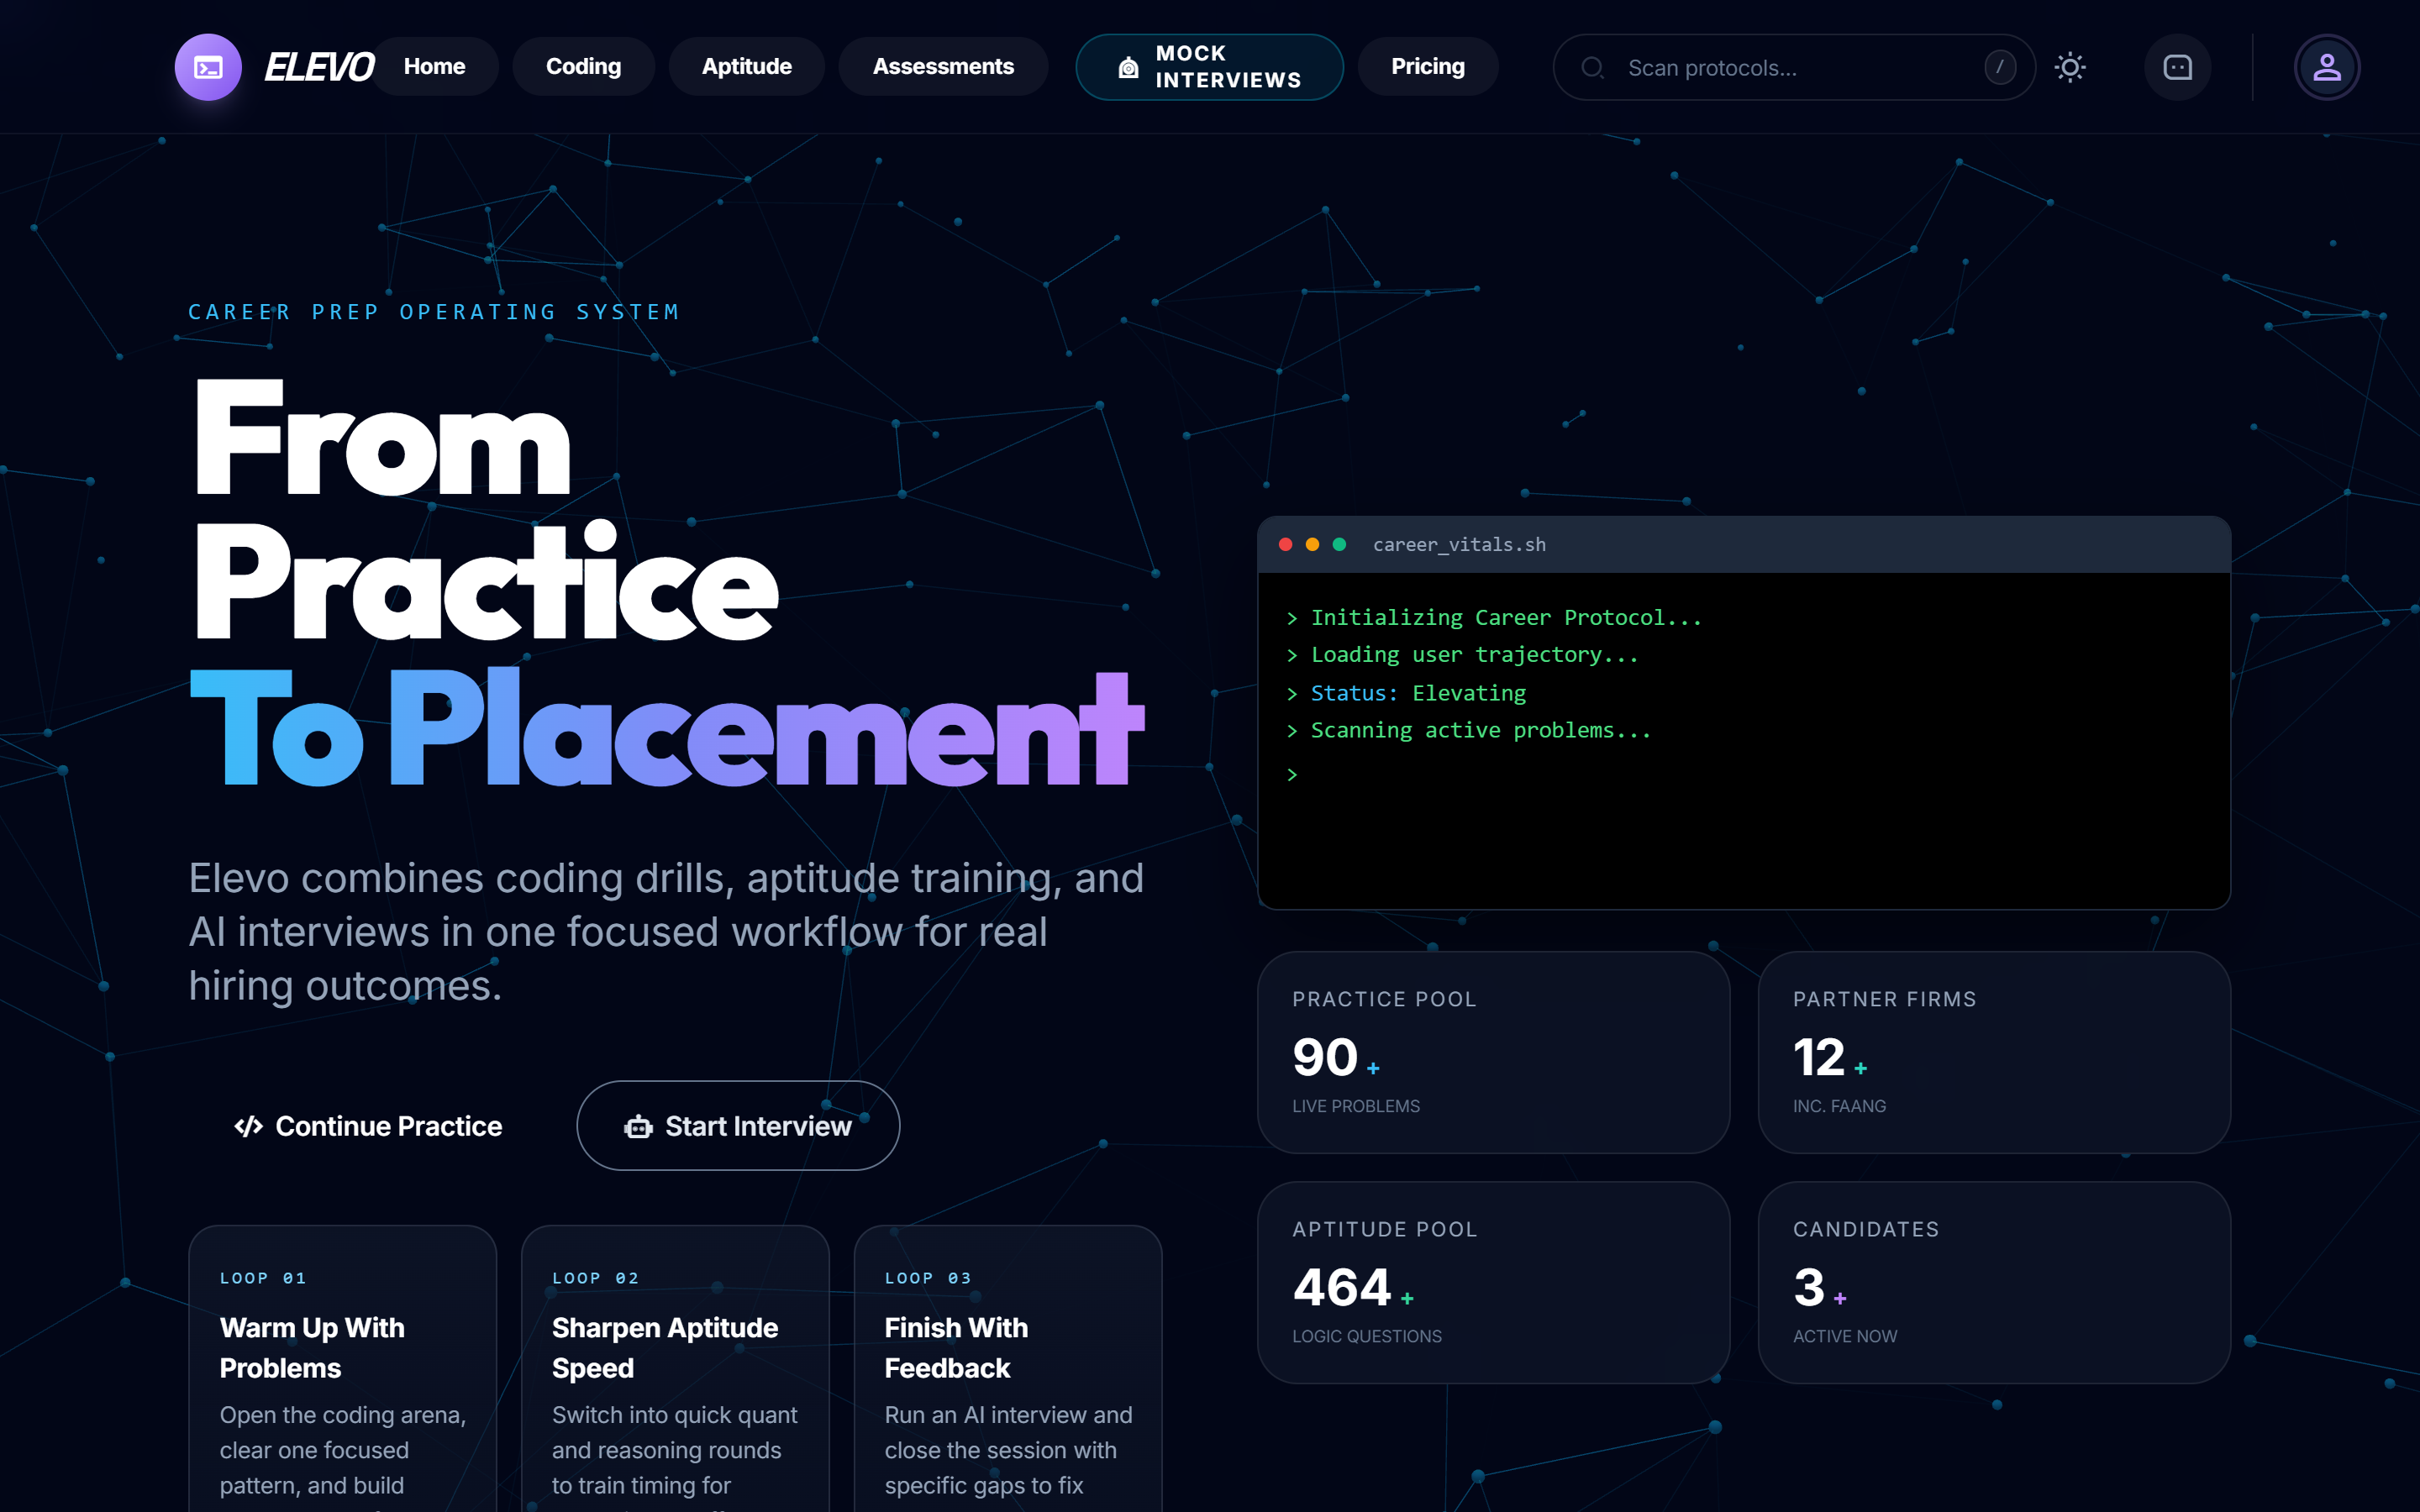 ELEVO
Home
Coding
Aptitude
Assessments
MOCK
INTERVIEWS
Pricing
Scan protocols...
/
CAREER PREP OPERATING SYSTEM
From
Practice
To Placement
Elevo combines coding drills, aptitude training, and
AI interviews in one focused workflow for real
hiring outcomes.
Continue Practice
Start Interview
LOOP 01
Warm Up With
Problems
Open the coding arena,
clear one focused
pattern, and build
LOOP 02
Sharpen Aptitude
Speed
Switch into quick quant
and reasoning rounds
to train timing for
LOOP 03
Finish With
Feedback
Run an AI interview and
close the session with
specific gaps to fix
career_vitals.sh
> Initializing Career Protocol...
> Loading user trajectory...
> Status: Elevating
> Scanning active problems...
>
PRACTICE POOL
90 +
LIVE PROBLEMS
PARTNER FIRMS
12 +
INC. FAANG
APTITUDE POOL
464 +
LOGIC QUESTIONS
CANDIDATES
3 +
ACTIVE NOW